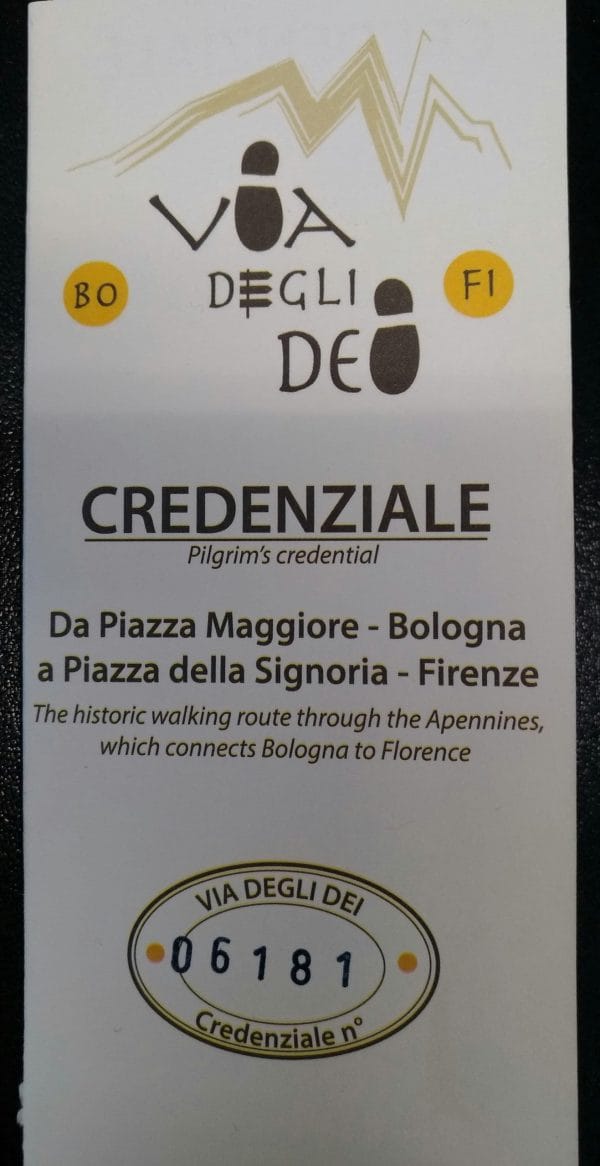 VIA
DEGLI
DEI
BO
FI
CREDENZIALE
Pilgrim's credential
Da Piazza Maggiore - Bologna
a Piazza della Signoria - Firenze
The historic walking route through the Apennines,
which connects Bologna to Florence
VIA DEGLI DEI
06181
Credenziale n°